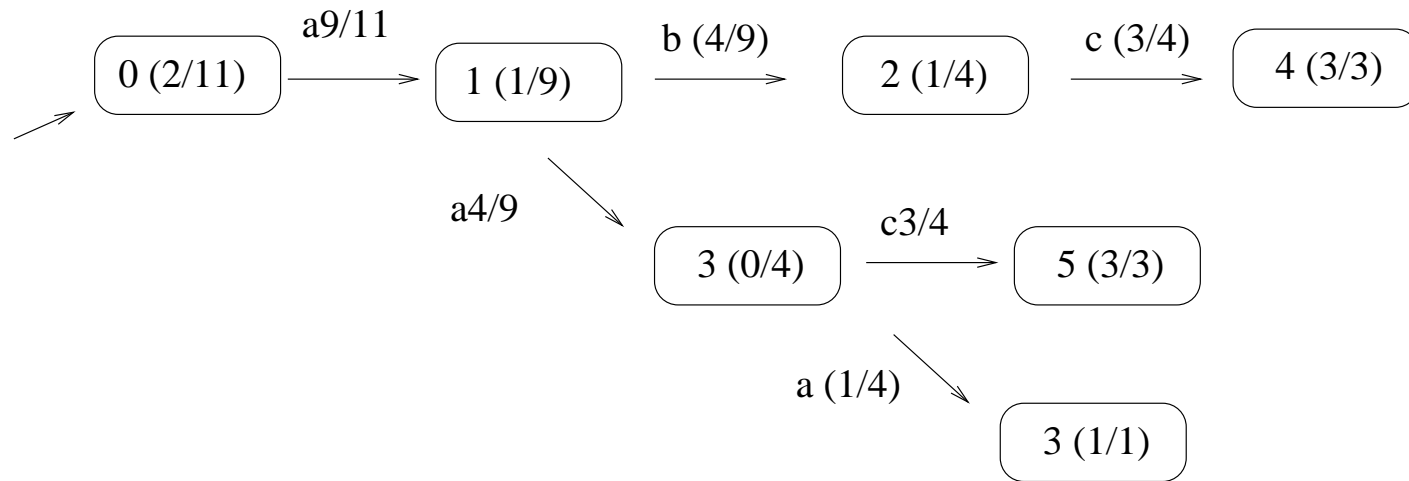 a9/11
b (4/9)
c (3/4)
0 (2/11)
1 (1/9)
2 (1/4)
4 (3/3)
a4/9
c3/4
3 (0/4)
5 (3/3)
a (1/4)
3 (1/1)